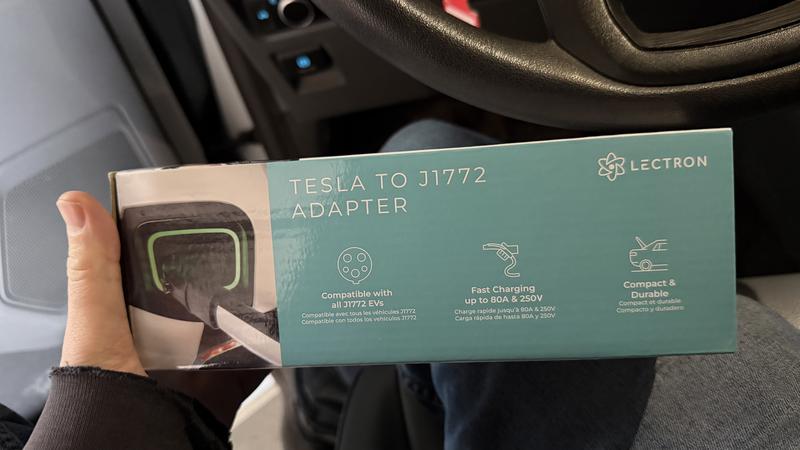 TESLA TO J1772
ADAPTER
LECTRON
Compatible with
all J1772 EVs
Compatible avec tous les véhicules J1772
Compatible con todos los vehículos J1772
Fast Charging
up to 80A & 250V
Charge rapide jusqu'à 80A & 250V
Carga rápida de hasta 80A y 250V
Compact &
Durable
Compact et durable
Compacto y duradero